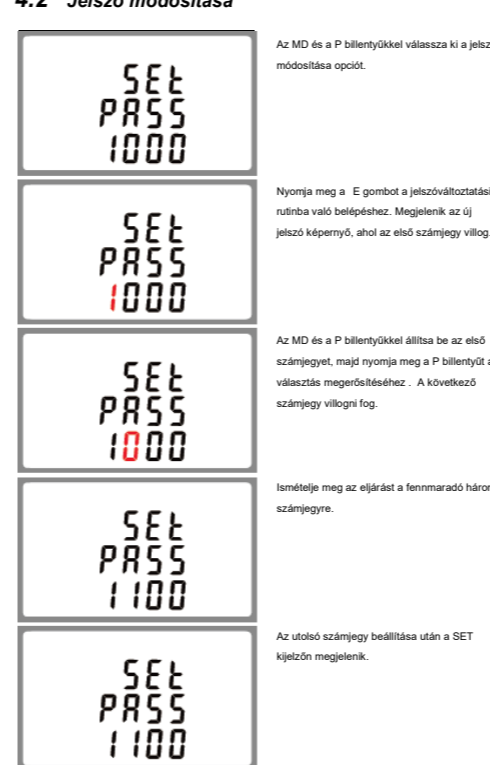 4.2 Jelszó módosítása
SEt
PASS
1000
Az MD és a P billentyűkkel válassza ki a jelsz
módosítása opciót.
SEt
PASS
1000
Nyomja meg a E gombot a jelszóváltoztatási
rutinba való belépéshez. Megjelenik az új
jelszó képernyő, ahol az első számjegy villog.
SEt
PASS
1000
Az MD és a P billentyűkkel állítsa be az első
számjegyet, majd nyomja meg a P billentyűt a
választás megerősítéséhez . A következő
számjegy villogni fog.
SEt
PASS
1100
Ismételje meg az eljárást a fennmaradó három
számjegyre.
SEt
PASS
1100
Az utolsó számjegy beállítása után a SET
kijelzőn megjelenik.